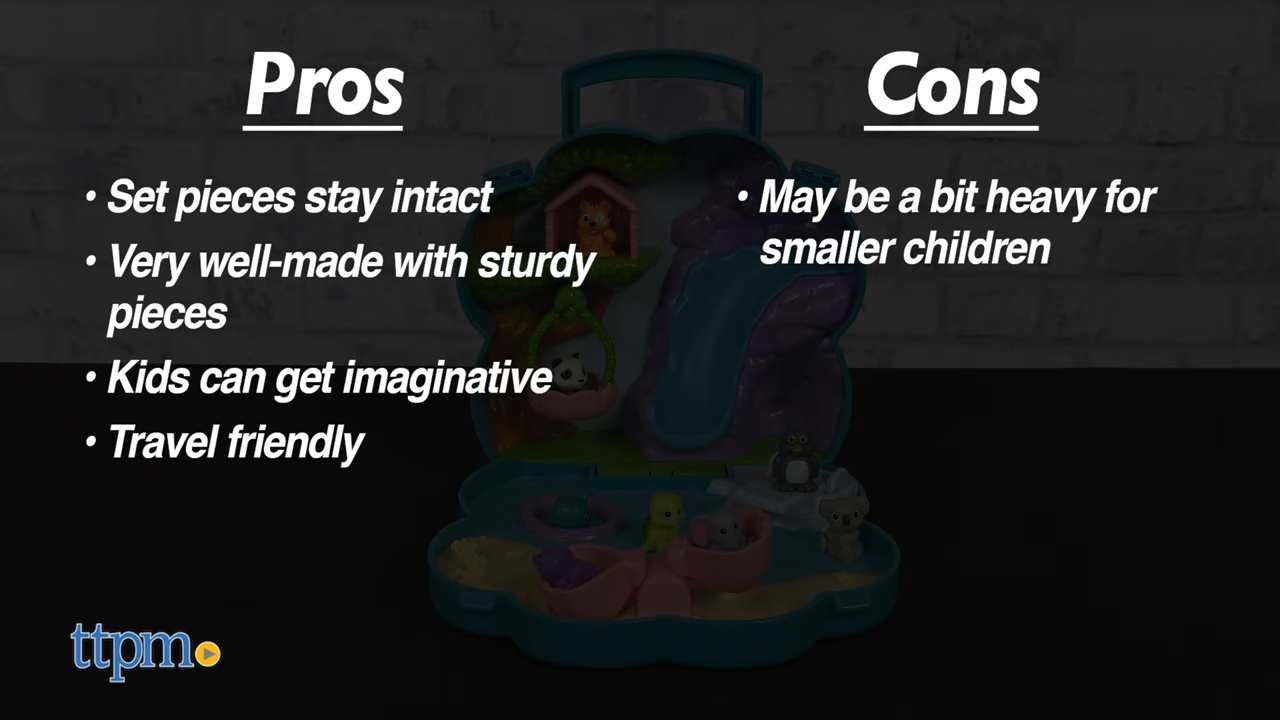 Pros
• Set pieces stay intact
• Very well-made with sturdy
pieces
• Kids can get imaginative
• Travel friendly
Cons
• May be a bit heavy for
smaller children
ttpm